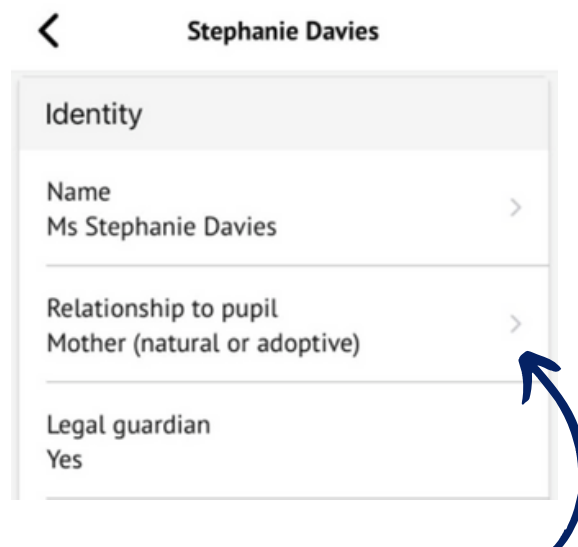 Stephanie Davies
Identity
Name
Ms Stephanie Davies
Relationship to pupil
Mother (natural or adoptive)
Legal guardian
Yes